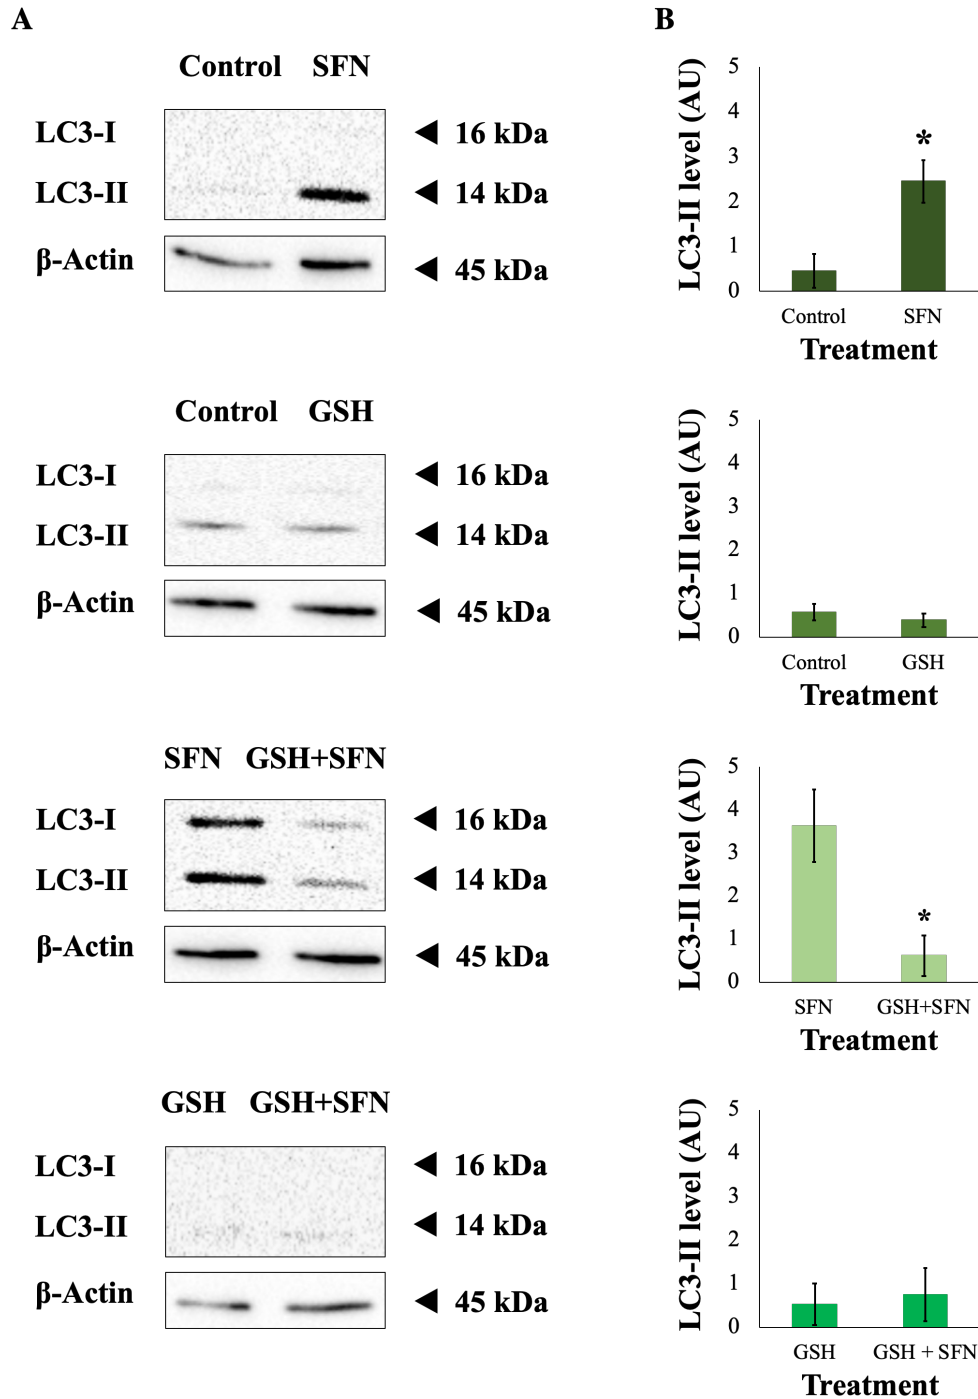 A
B
Control SFN
LC3-I ◄ 16 kDa
LC3-II ◄ 14 kDa
β-Actin ◄ 45 kDa
LC3-II level (AU)
5
4
3
2
1
0
*
Control SFN
Treatment
Control GSH
LC3-I ◄ 16 kDa
LC3-II ◄ 14 kDa
β-Actin ◄ 45 kDa
LC3-II level (AU)
5
4
3
2
1
0
Control GSH
Treatment
SFN GSH+SFN
LC3-I ◄ 16 kDa
LC3-II ◄ 14 kDa
β-Actin ◄ 45 kDa
LC3-II level (AU)
5
4
3
2
1
0
*
SFN GSH+SFN
Treatment
GSH GSH+SFN
LC3-I ◄ 16 kDa
LC3-II ◄ 14 kDa
β-Actin ◄ 45 kDa
LC3-II level (AU)
5
4
3
2
1
0
GSH GSH + SFN
Treatment